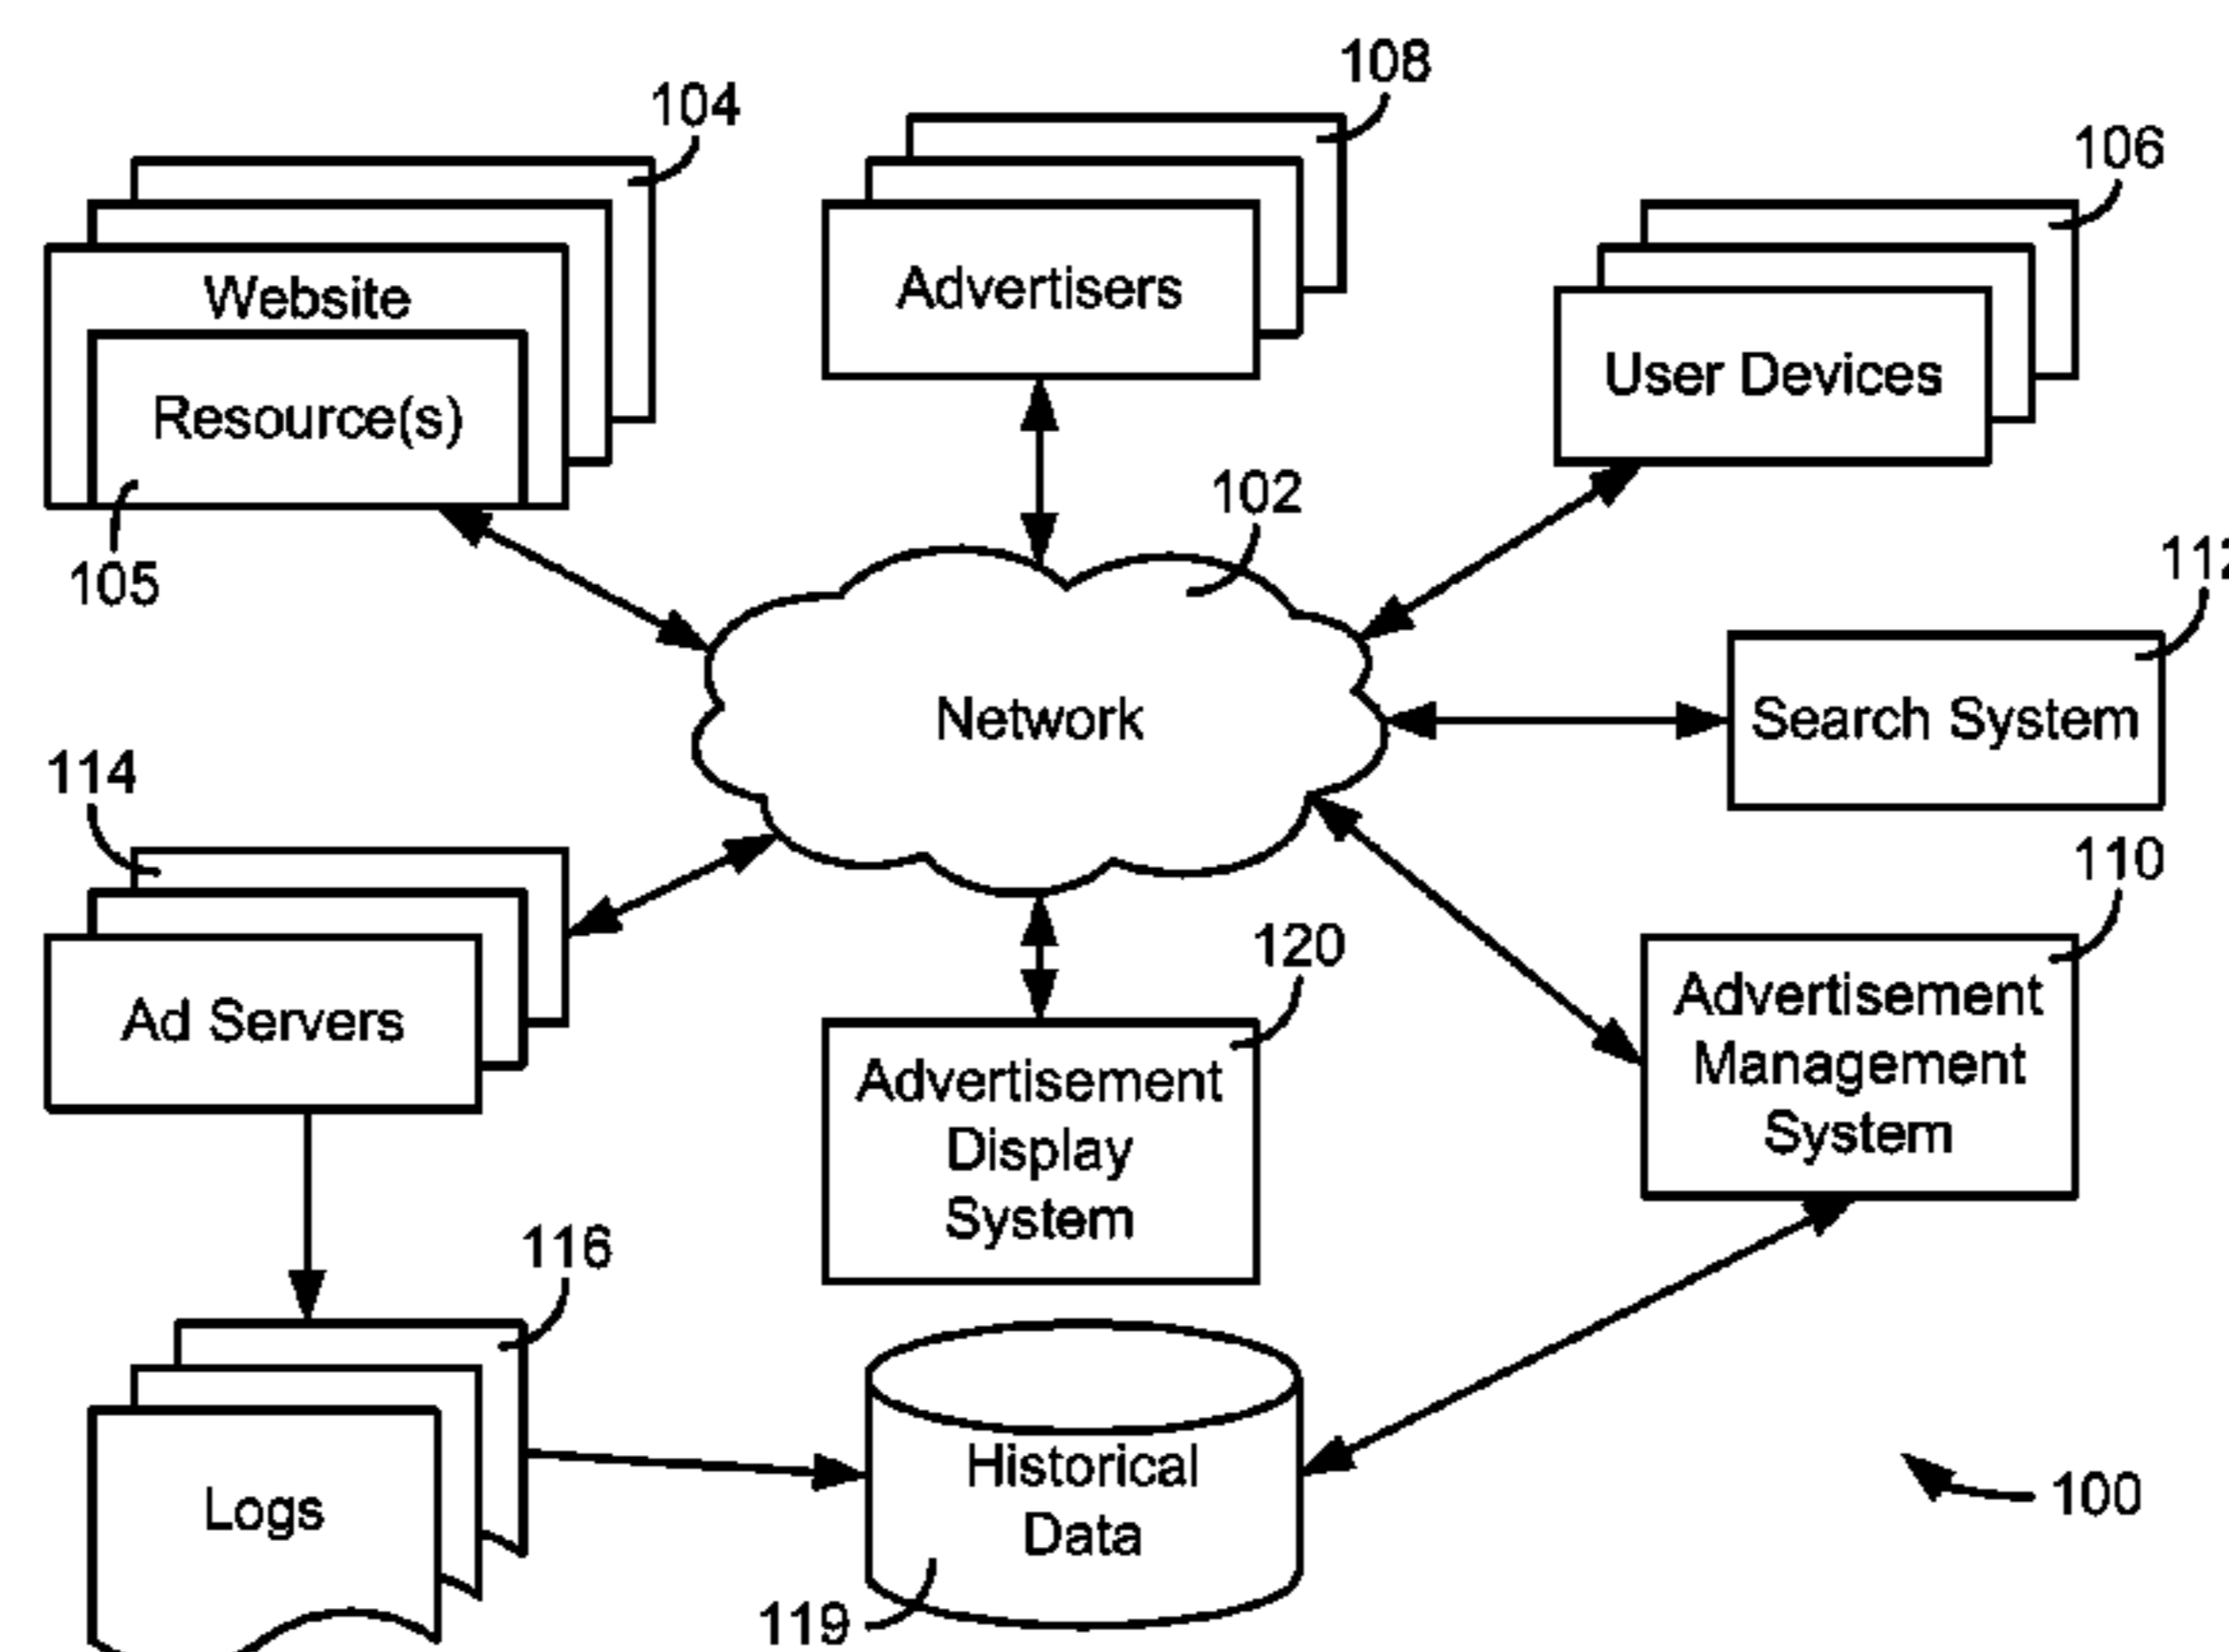 108
104
106
Website
Advertisers
Resource(s)
User Devices
102
105
112
Network
Search System
114
110
120
Ad Servers
Advertisement
Management
System
Advertisement
Display
System
116
Logs
Historical
Data
100
119